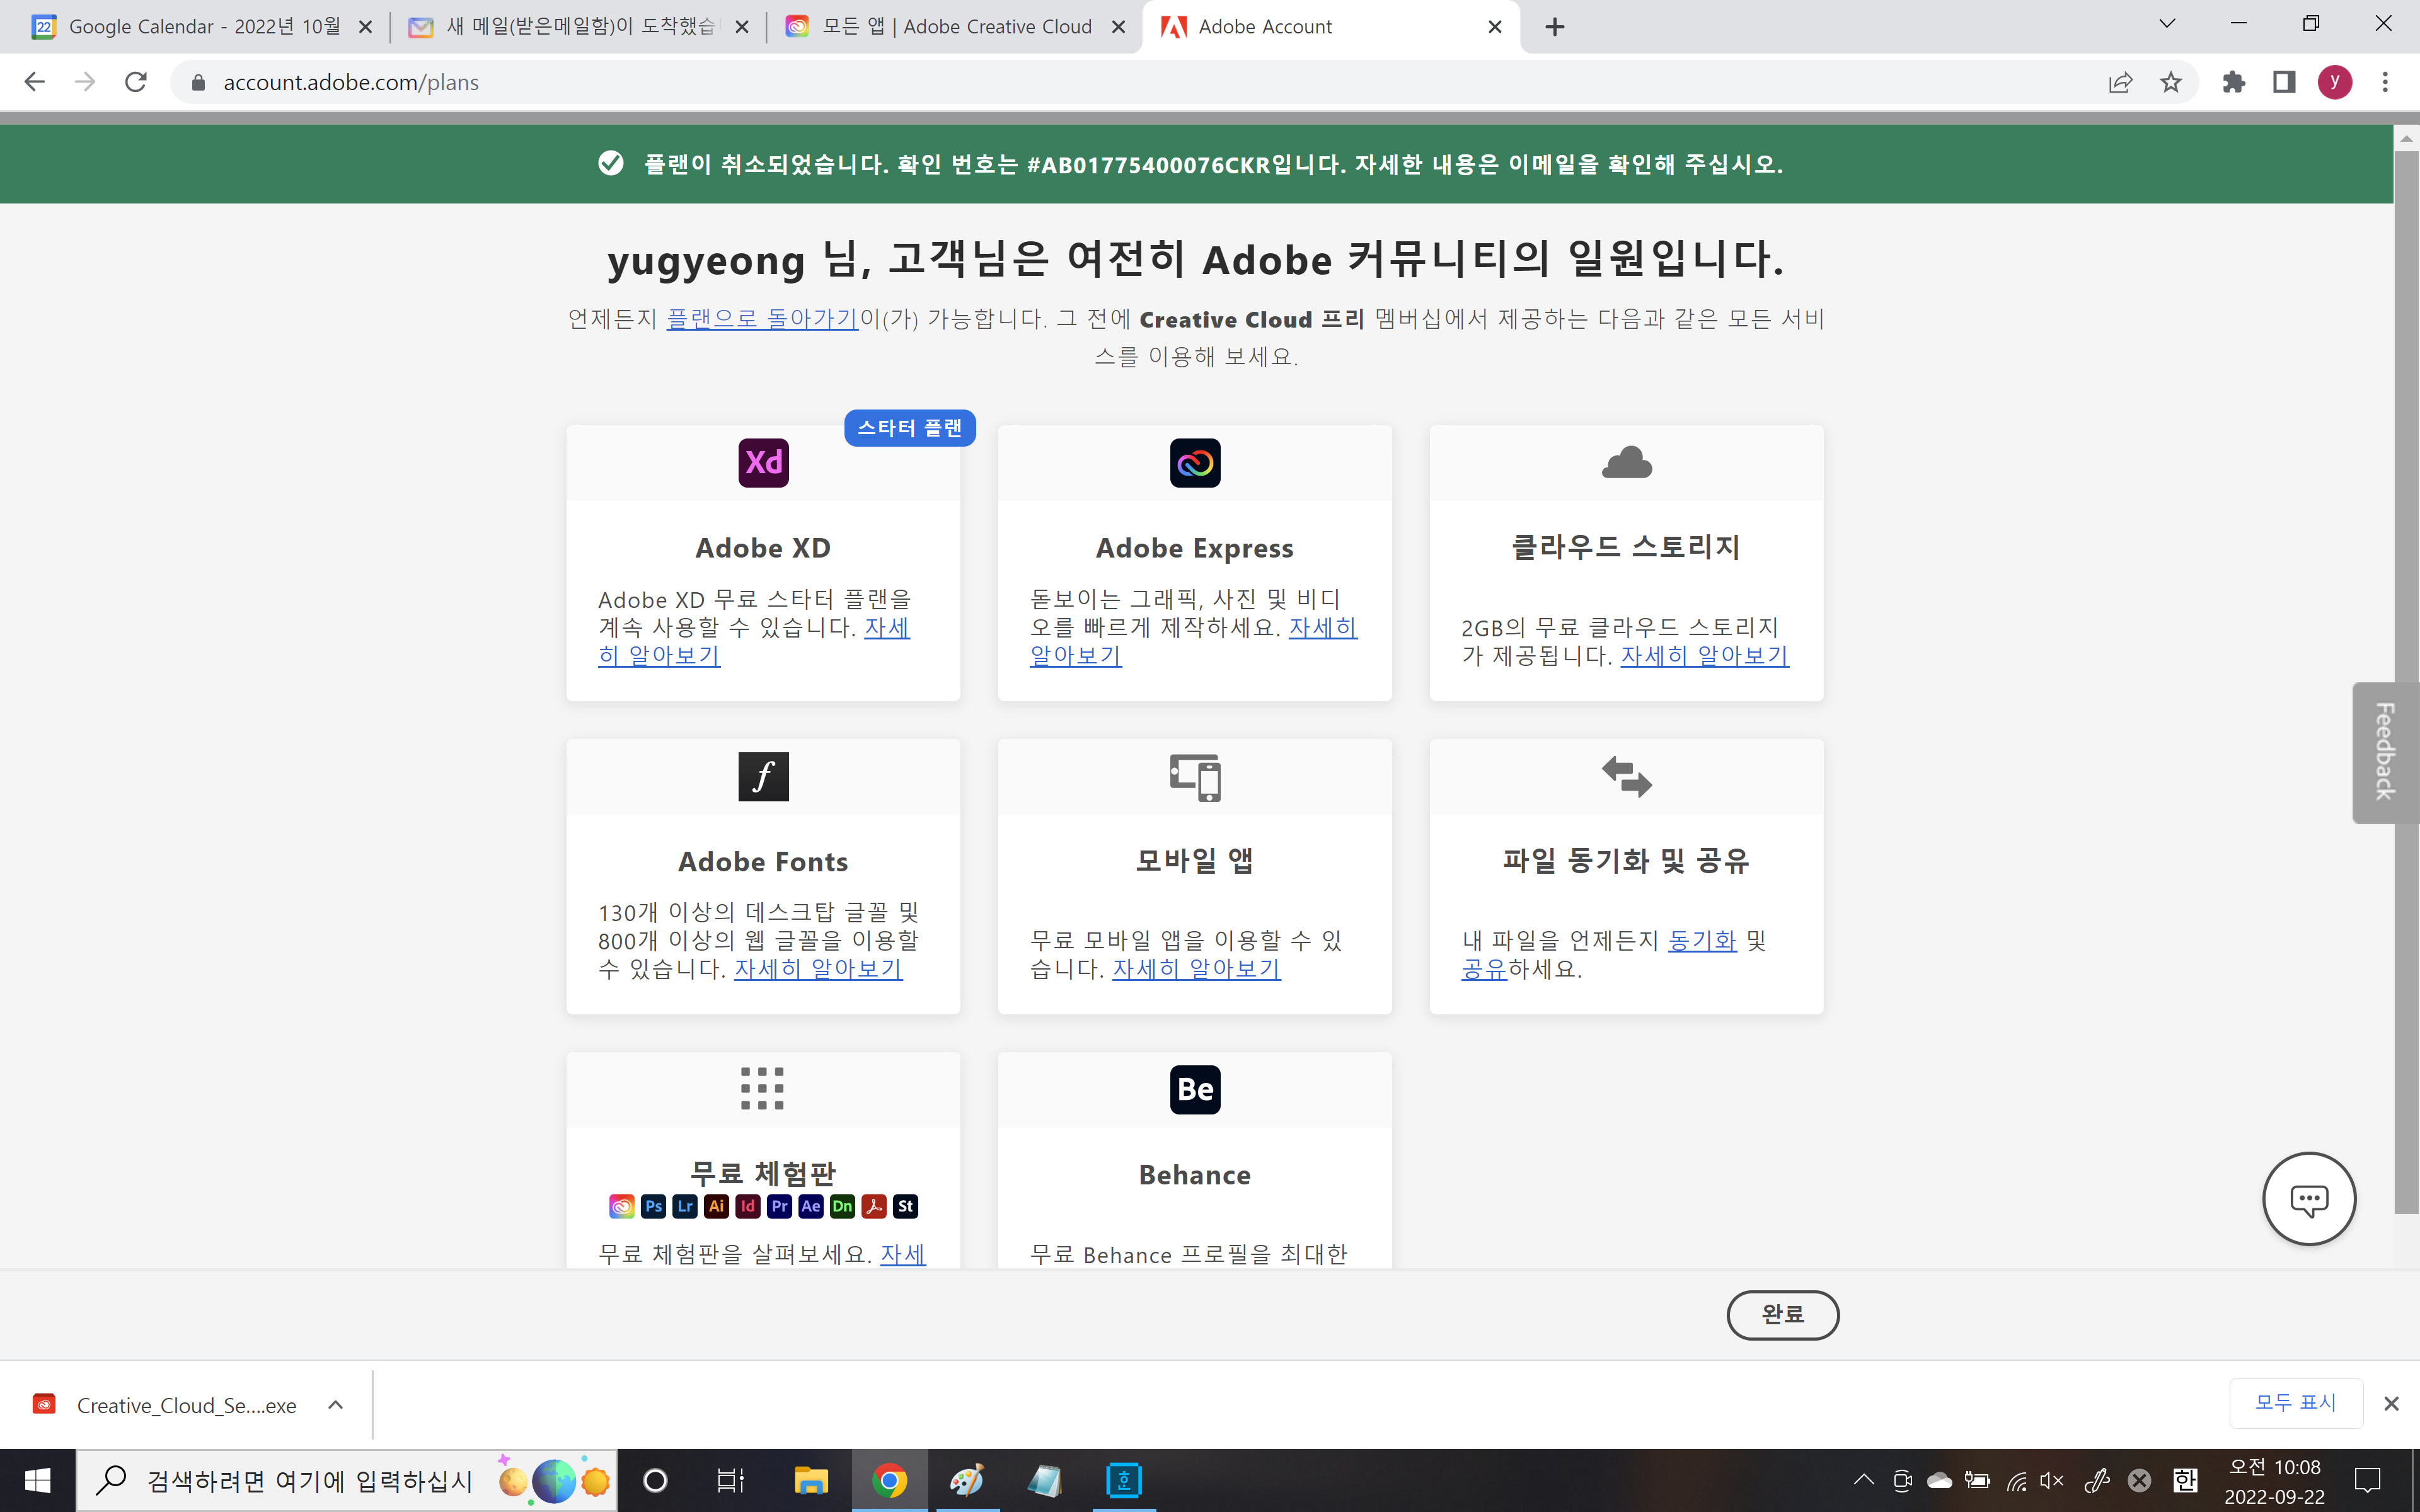 Google Calendar - 2022년 10월
새 메일(받은메일함)이 도착했습
모든 앱 | Adobe Creative Cloud
Adobe Account
account.adobe.com/plans
y
플랜이 취소되었습니다. 확인 번호는 #AB01775400076CKR입니다. 자세한 내용은 이메일을 확인해 주십시오.
yugyeong 님, 고객님은 여전히 Adobe 커뮤니티의 일원입니다.
언제든지 플랜으로 돌아가기이(가) 가능합니다. 그 전에 Creative Cloud 프리 멤버십에서 제공하는 다음과 같은 모든 서비
스를 이용해 보세요.
스타터 플랜
Xd
Adobe XD
Adobe XD 무료 스타터 플랜을
계속 사용할 수 있습니다. 자세
히 알아보기
Adobe Express
돋보이는 그래픽, 사진 및 비디
오를 빠르게 제작하세요. 자세히
알아보기
클라우드 스토리지
2GB의 무료 클라우드 스토리지
가 제공됩니다. 자세히 알아보기
Feedback
f
Adobe Fonts
130개 이상의 데스크탑 글꼴 및
800개 이상의 웹 글꼴을 이용할
수 있습니다. 자세히 알아보기
모바일 앱
무료 모바일 앱을 이용할 수 있
습니다. 자세히 알아보기
파일 동기화 및 공유
내 파일을 언제든지 동기화 및
공유하세요.
무료 체험판
Ps Lr Ai Id Pr Ae Dn St
무료 체험판을 살펴보세요. 자세
Be
Behance
무료 Behance 프로필을 최대한
완료
Creative_Cloud_Se....exe
모두 표시
검색하려면 여기에 입력하십시
훈
한
오전 10:08
2022-09-22